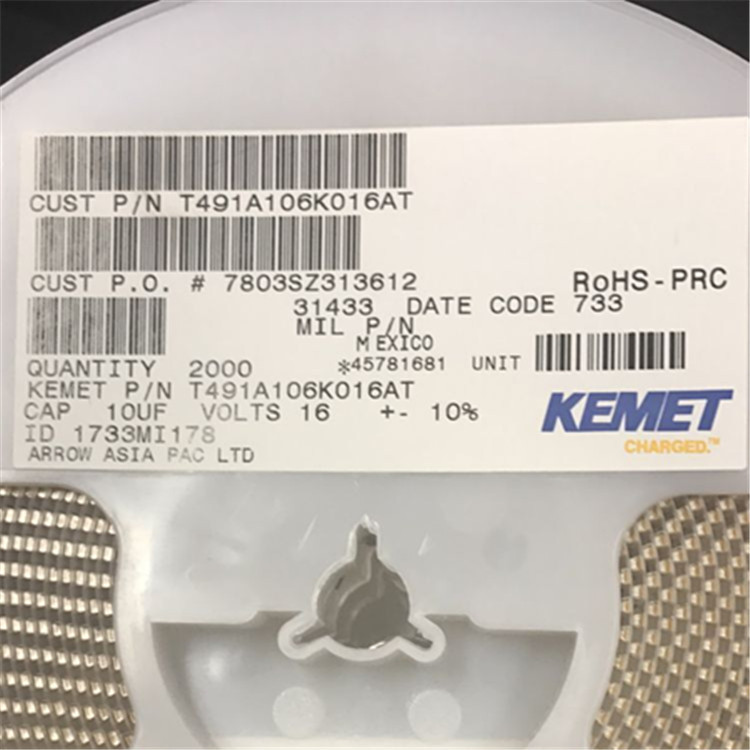 CUST P/N T491A106K016AT
CUST P.O. # 7803SZ313612
RoHS-PRC
31433 DATE CODE 733
MIL P/N
MEXICO
QUANTITY 2000 *45781681 UNIT
KEMET P/N T491A106K016AT
CAP 10UF VOLTS 16 +- 10%
ID 1733MI178
ARROW ASIA PAC LTD
KEMET
CHARGED.™